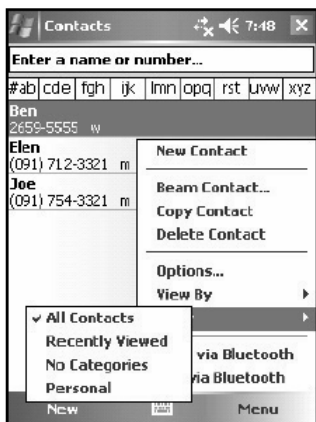 Contacts 7:48
Enter a name or number...
#ab cde fgh ijk lmn opq rst uvw xyz
Ben
2659-5555 w
Elen
(091) 712-3321 m
Joe
(091) 754-3321 m
New Contact
Beam Contact...
Copy Contact
Delete Contact
Options...
View By
All Contacts
Recently Viewed
No Categories
Personal
via Bluetooth
via Bluetooth
New Menu